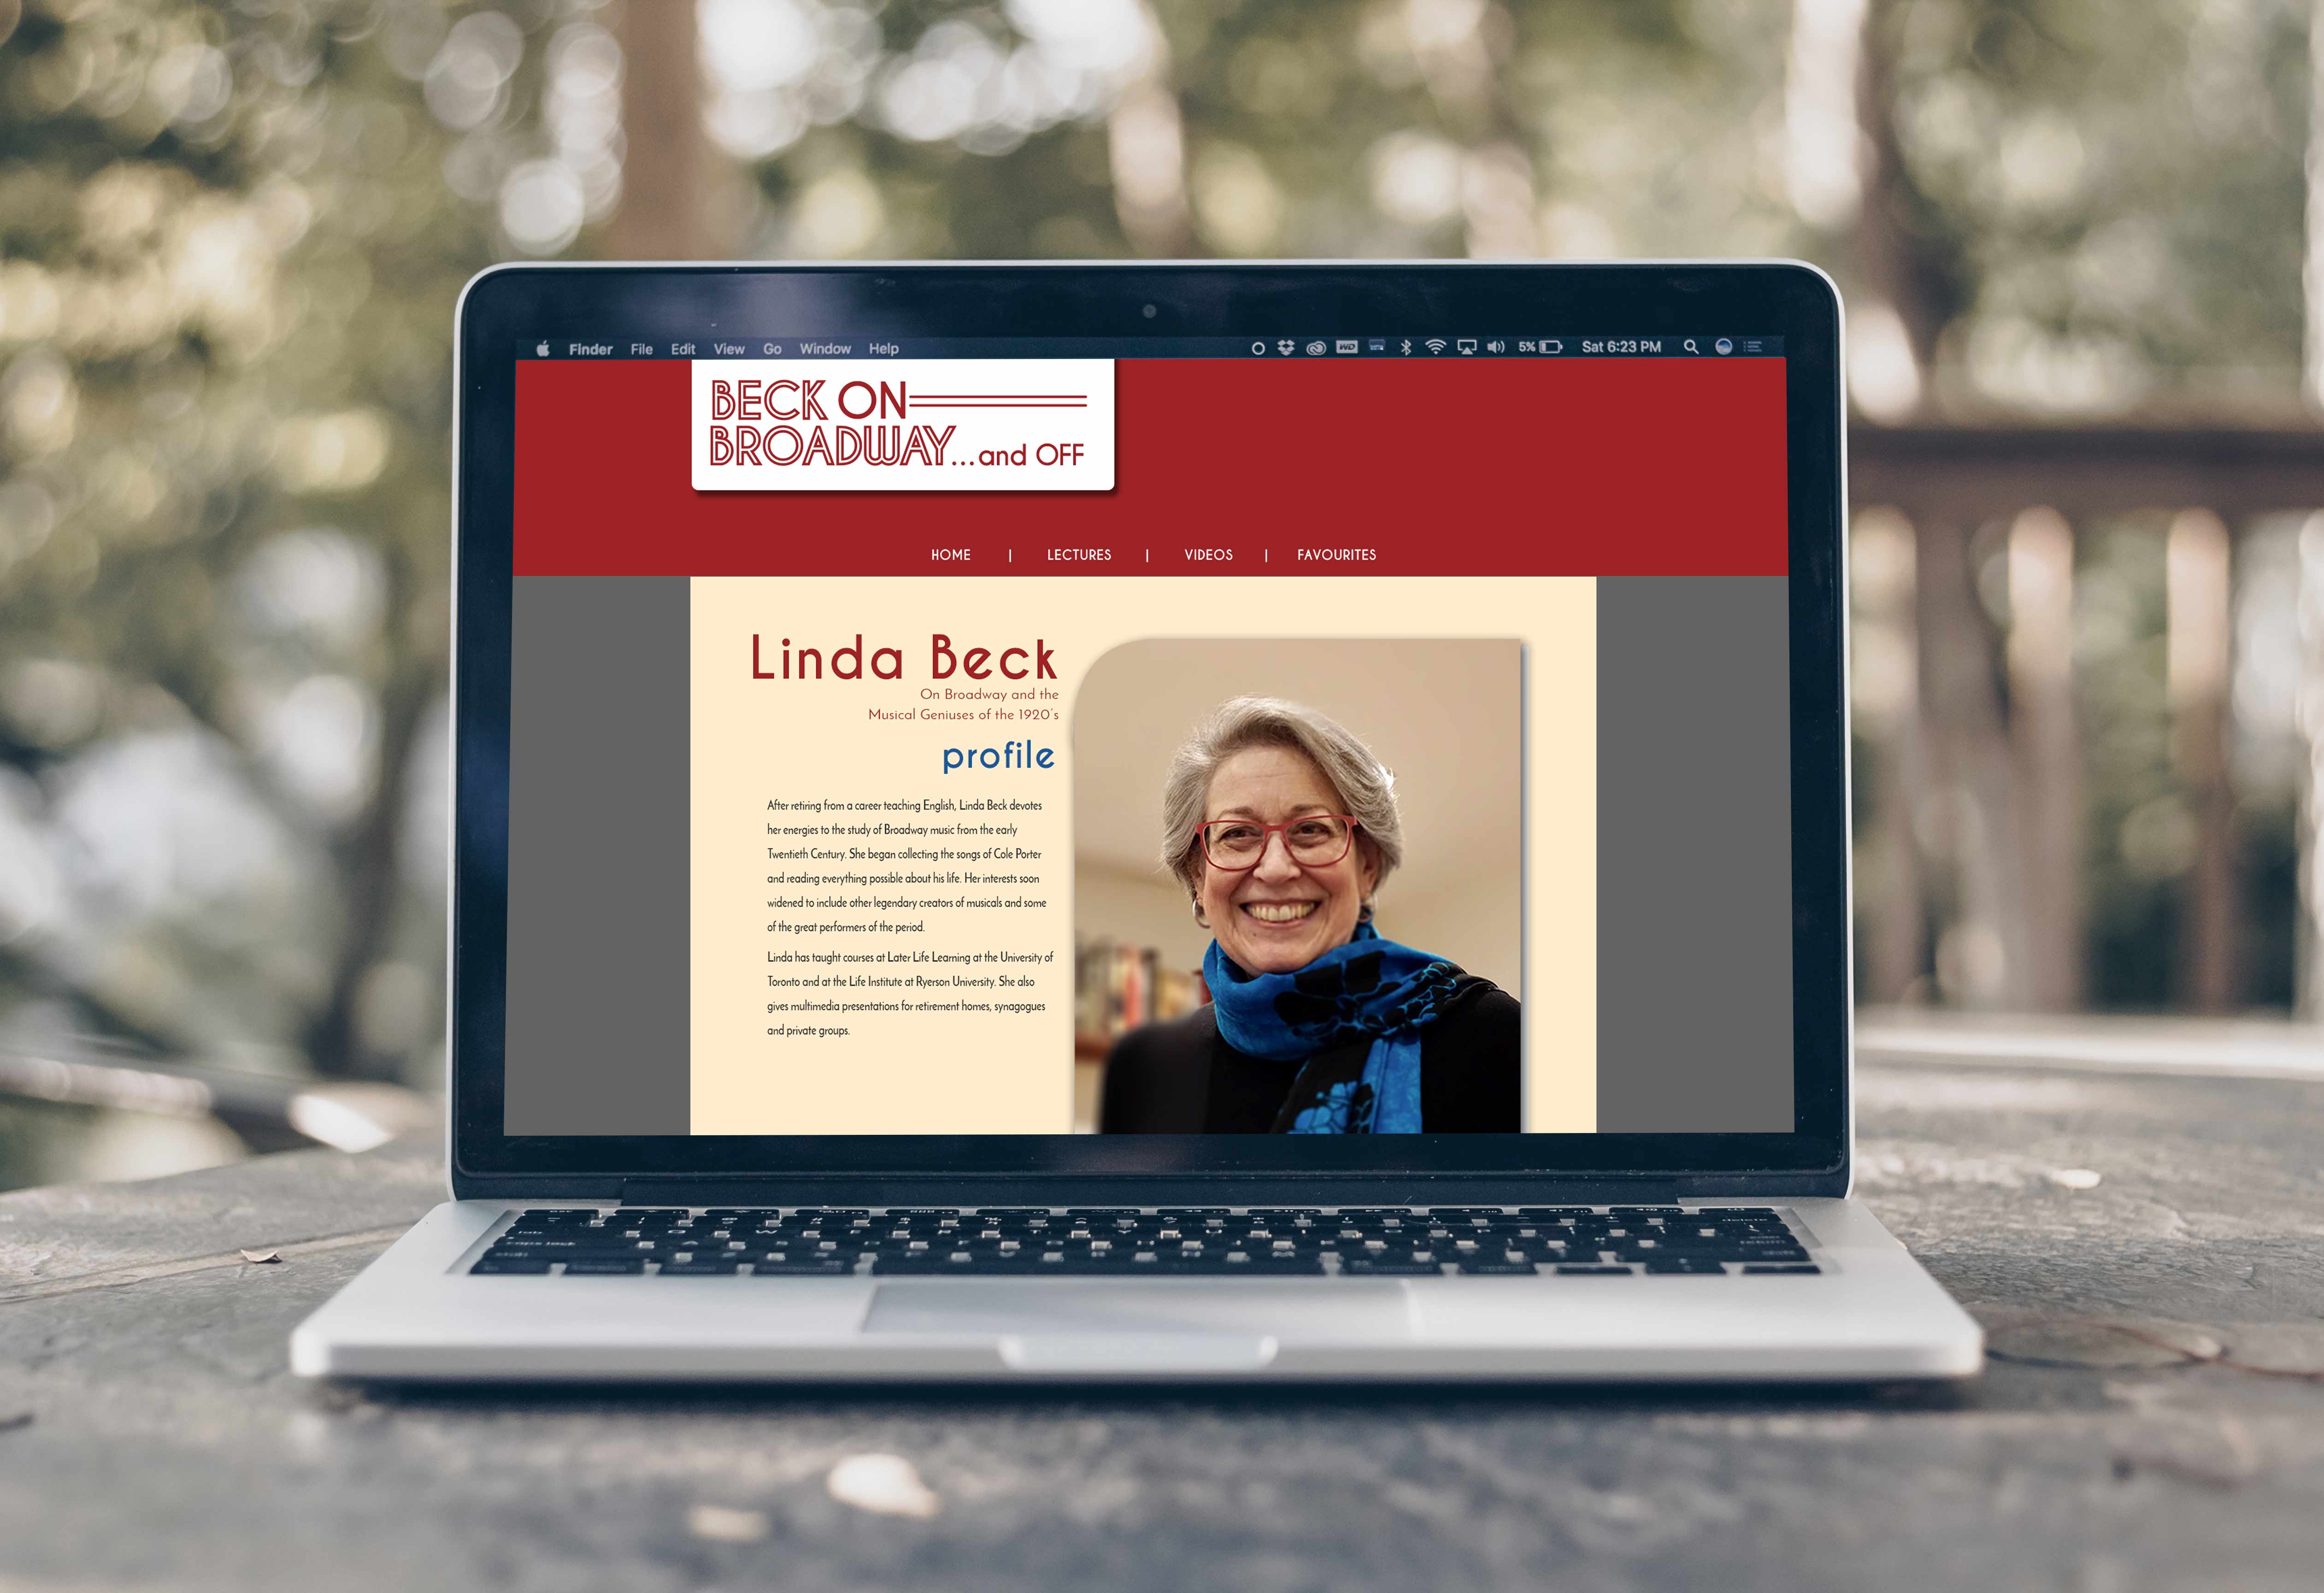 Finder File Edit View Go Window Help
WD 5% Sat 6:23 PM
BECK ON
BROADWAY...and OFF
HOME | LECTURES | VIDEOS | FAVOURITES
Linda Beck
On Broadway and the
Musical Geniuses of the 1920's
profile
After retiring from a career teaching English, Linda Beck devotes
her energies to the study of Broadway music from the early
Twentieth Century. She began collecting the songs of Cole Porter
and reading everything possible about his life. Her interests soon
widened to include other legendary creators of musicals and some
of the great performers of the period.
Linda has taught courses at Later Life Learning at the University of
Toronto and at the Life Institute at Ryerson University. She also
gives multimedia presentations for retirement homes, synagogues
and private groups.